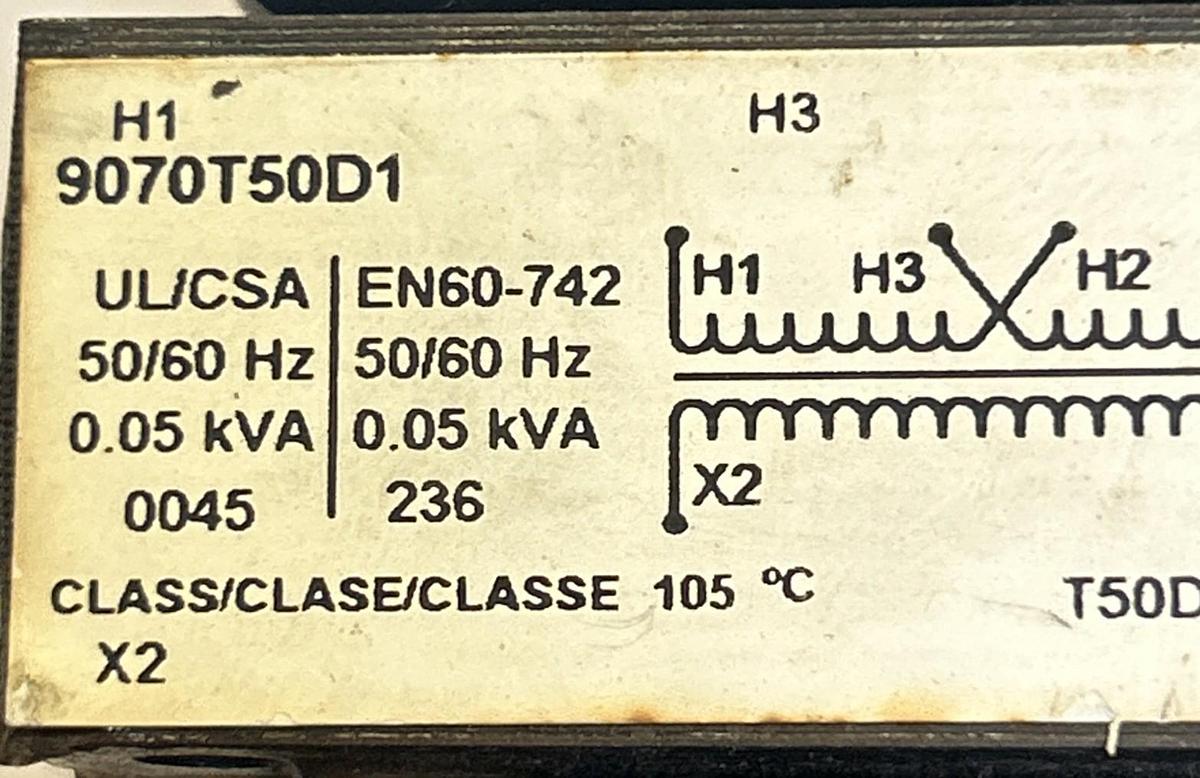 H1 H3
9070T50D1
H1 H3 H2
UL/CSA EN60-742
50/60 Hz 50/60 Hz
0.05 kVA 0.05 kVA
X2
0045 236
CLASS/CLASE/CLASSE 105 ºC T50D
X2